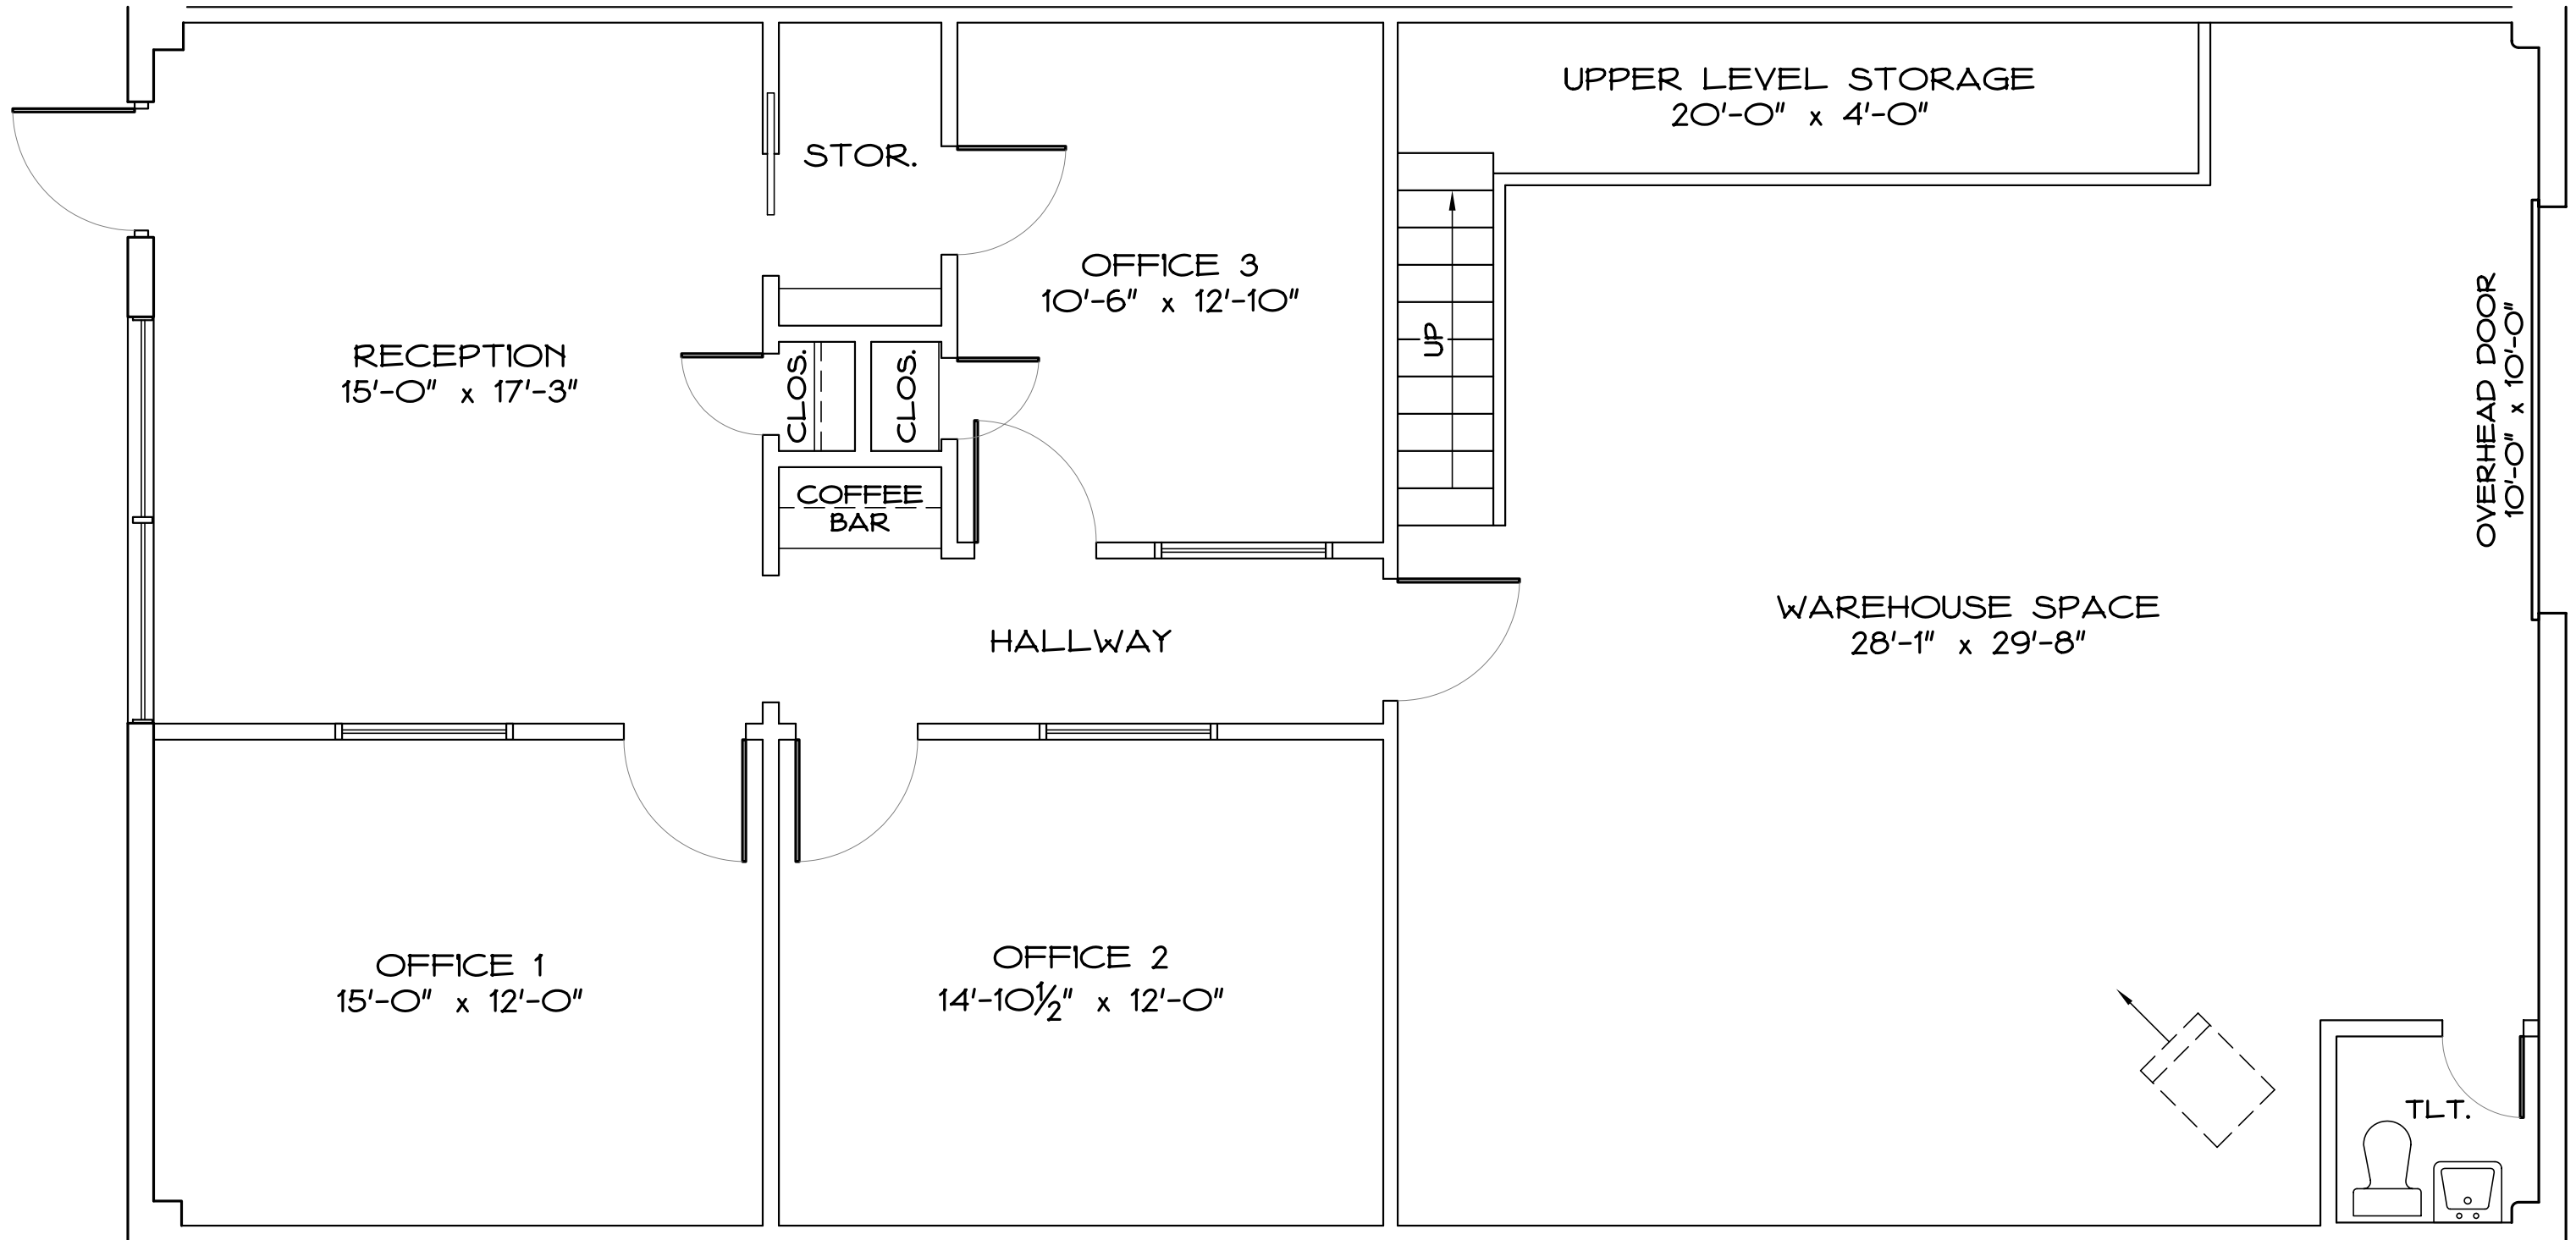 UPPER LEVEL STORAGE
20'-0" x 4'-0"
STOR.
OFFICE 3
10'-6" x 12'-10"
RECEPTION
15'-0" x 17'-3"
CLOS.
CLOS.
UP
OVERHEAD DOOR
10'-0" x 10'-0"
COFFEE
BAR
HALLWAY
WAREHOUSE SPACE
28'-1" x 29'-8"
OFFICE 1
15'-0" x 12'-0"
OFFICE 2
14'-10½" x 12'-0"
TLT.